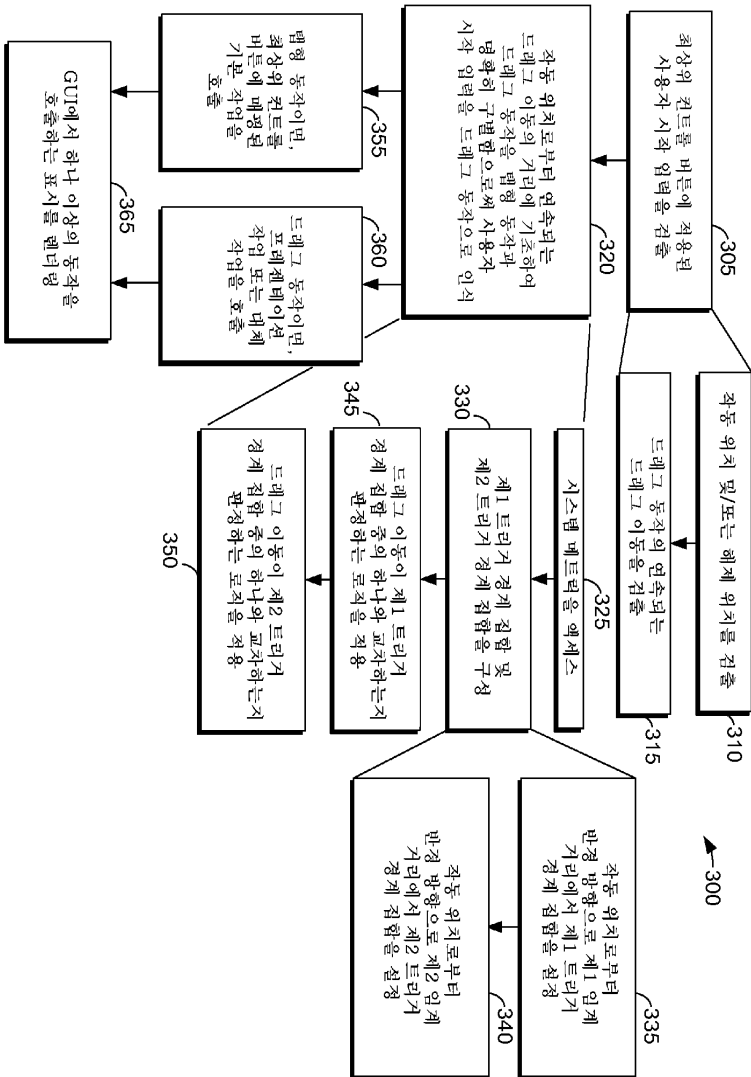 300
최상위 컨트롤 버튼에 적용된
사용자 시작 입력을 검출
305
작동 위치 및/또는 해제 위치를 검출
310
드래그 동작의 연속되는
드래그 이동을 검출
315
작동 위치로부터 연속되는
드래그 이동의 거리에 기초하여
드래그 동작을 탭형 동작과
명확히 구별함으로써 사용자
시작 입력을 드래그 동작으로 인식
320
시스템 메트릭을 액세스
325
제1 트리거 경계 집합 및
제2 트리거 경계 집합을 구성
330
작동 위치로부터
반경 방향으로 제1 임계
거리에서 제1 트리거
경계 집합을 설정
335
작동 위치로부터
반경 방향으로 제2 임계
거리에서 제2 트리거
경계 집합을 설정
340
드래그 이동이 제1 트리거
경계 집합 중의 하나와 교차하는지
판정하는 로직을 적용
345
드래그 이동이 제2 트리거
경계 집합 중의 하나와 교차하는지
판정하는 로직을 적용
350
탭형 동작이면,
최상위 컨트롤
버튼에 매핑된
기본 작업을
호출
355
드래그 동작이면,
프레젠테이션
작업 또는 대체
작업을 호출
360
GUI에서 하나 이상의 동작을
호출하는 표시를 렌더링
365